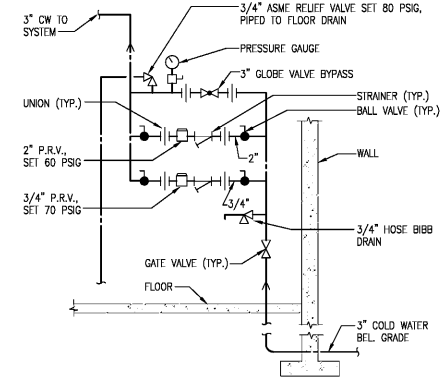 3" CW TO
SYSTEM
3/4" ASME RELIEF VALVE SET 80 PSIG,
PIPED TO FLOOR DRAIN
PRESSURE GAUGE
3" GLOBE VALVE BYPASS
UNION (TYP.)
STRAINER (TYP.)
BALL VALVE (TYP.)
2" P.R.V.,
SET 60 PSIG
2"
WALL
3/4" P.R.V.,
SET 70 PSIG
3/4"
3/4" HOSE BIBB
DRAIN
GATE VALVE (TYP.)
FLOOR
3" COLD WATER
BEL. GRADE